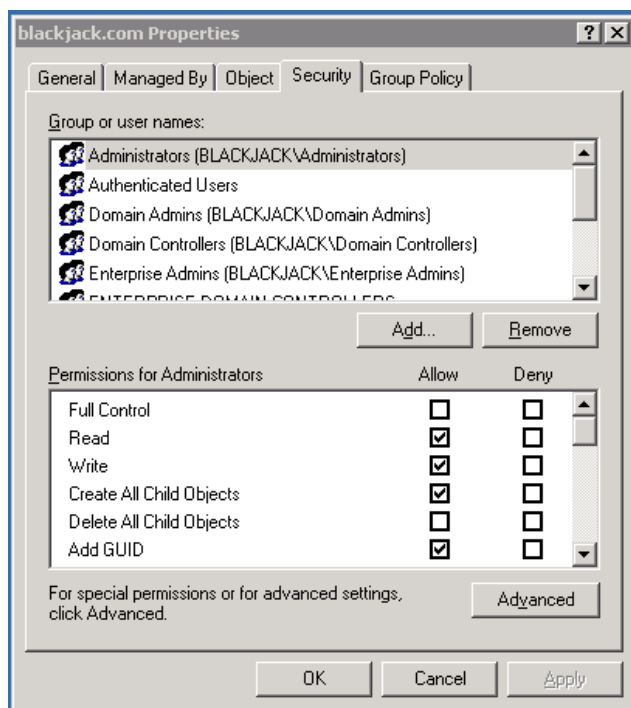 blackjack.com Properties
General Managed By Object Security Group Policy
Group or user names:
Administrators (BLACKJACK\Administrators)
Authenticated Users
Domain Admins (BLACKJACK\Domain Admins)
Domain Controllers (BLACKJACK\Domain Controllers)
Enterprise Admins (BLACKJACK\Enterprise Admins)
ENTERPRISE DOMAIN CONTROLLERS
Add... Remove
Permissions for Administrators Allow Deny
Full Control
Read
Write
Create All Child Objects
Delete All Child Objects
Add GUID
For special permissions or for advanced settings,
click Advanced.
Advanced
OK Cancel Apply